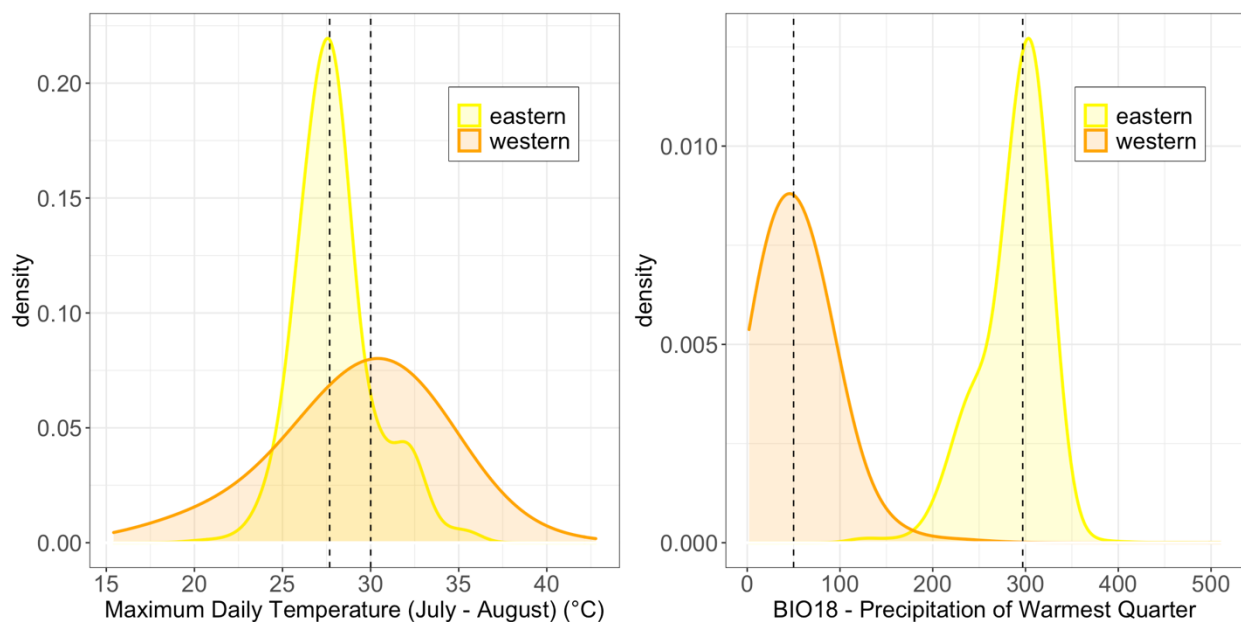 density
0.20
0.15
0.10
0.05
0.00
eastern
western
15
20
25
30
35
40
Maximum Daily Temperature (July - August) (°C)
density
0.010
0.005
0.000
eastern
western
0
100
200
300
400
500
BIO18 - Precipitation of Warmest Quarter